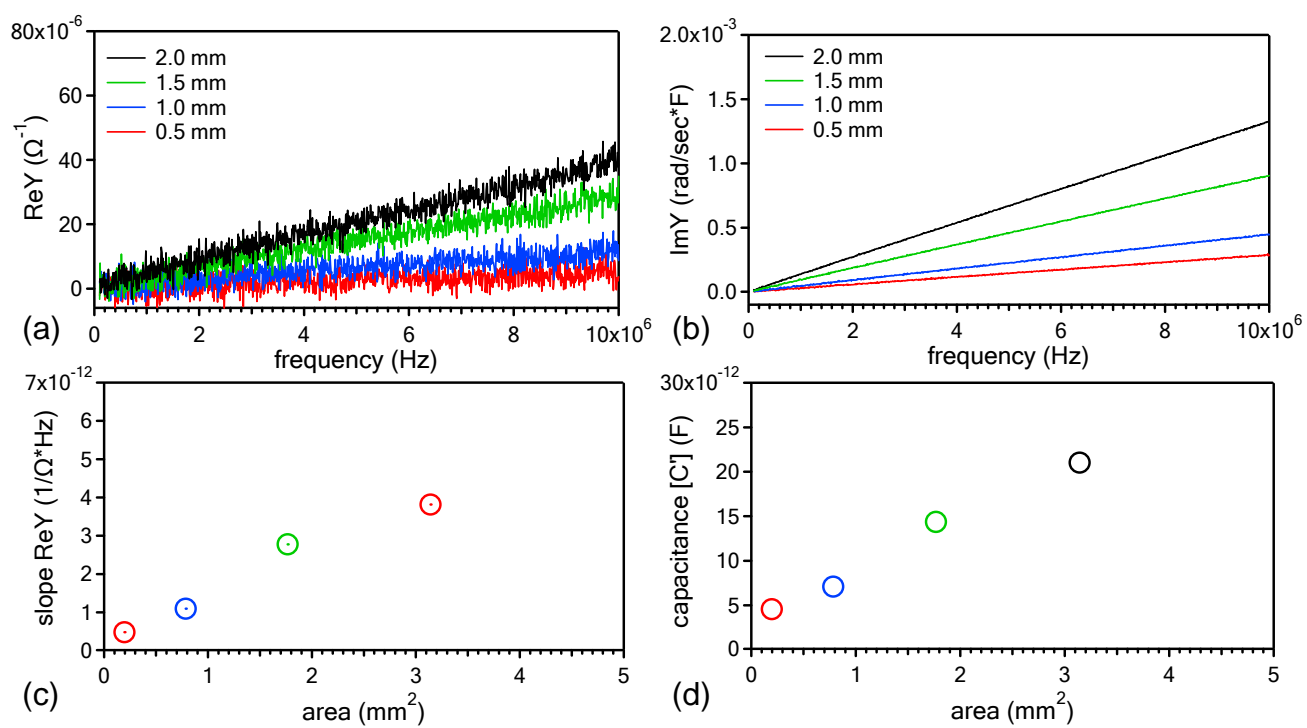 80x10⁻⁶
60
40
20
0
ReY (Ω⁻¹)
2.0 mm
1.5 mm
1.0 mm
0.5 mm
0 2 4 6 8 10x10⁶
frequency (Hz)
(a)
2.0x10⁻³
1.5
1.0
0.5
0.0
ImY (rad/sec*F)
2.0 mm
1.5 mm
1.0 mm
0.5 mm
0 2 4 6 8 10x10⁶
frequency (Hz)
(b)
7x10⁻¹²
6
5
4
3
2
1
0
slope ReY (1/Ω*Hz)
0 1 2 3 4 5
area (mm²)
(c)
30x10⁻¹²
25
20
15
10
5
0
capacitance [C'] (F)
0 1 2 3 4 5
area (mm²)
(d)